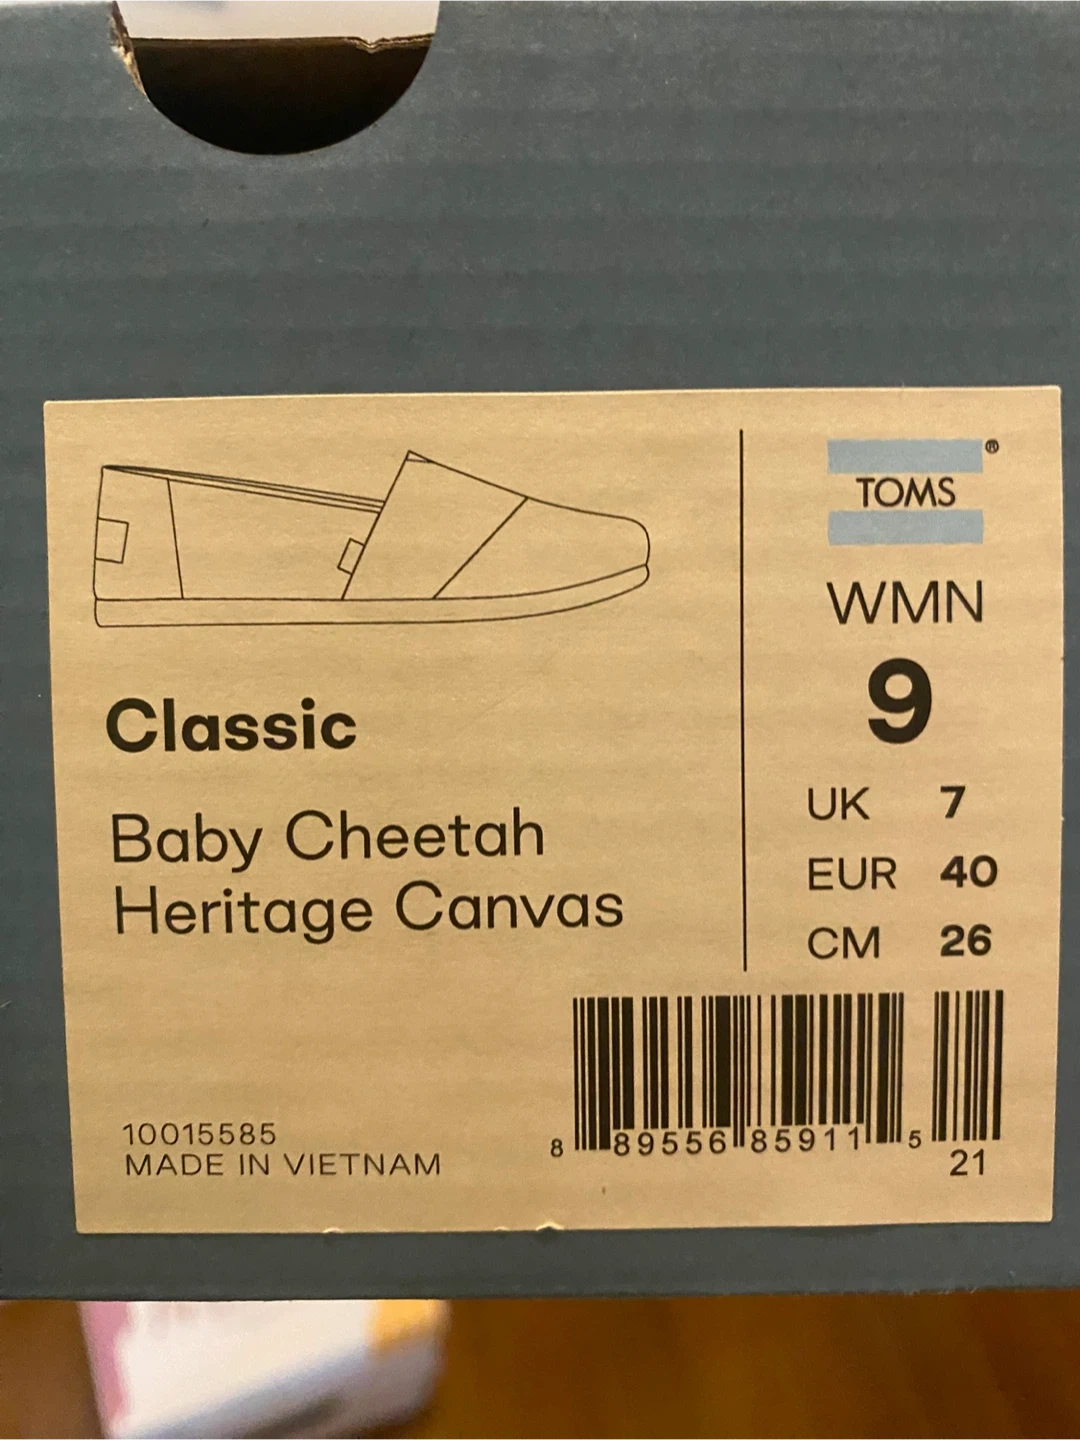 Classic
Baby Cheetah
Heritage Canvas
10015585
MADE IN VIETNAM
TOMS®
WMN
9
UK 7
EUR 40
CM 26
8 89556 85911 5
21